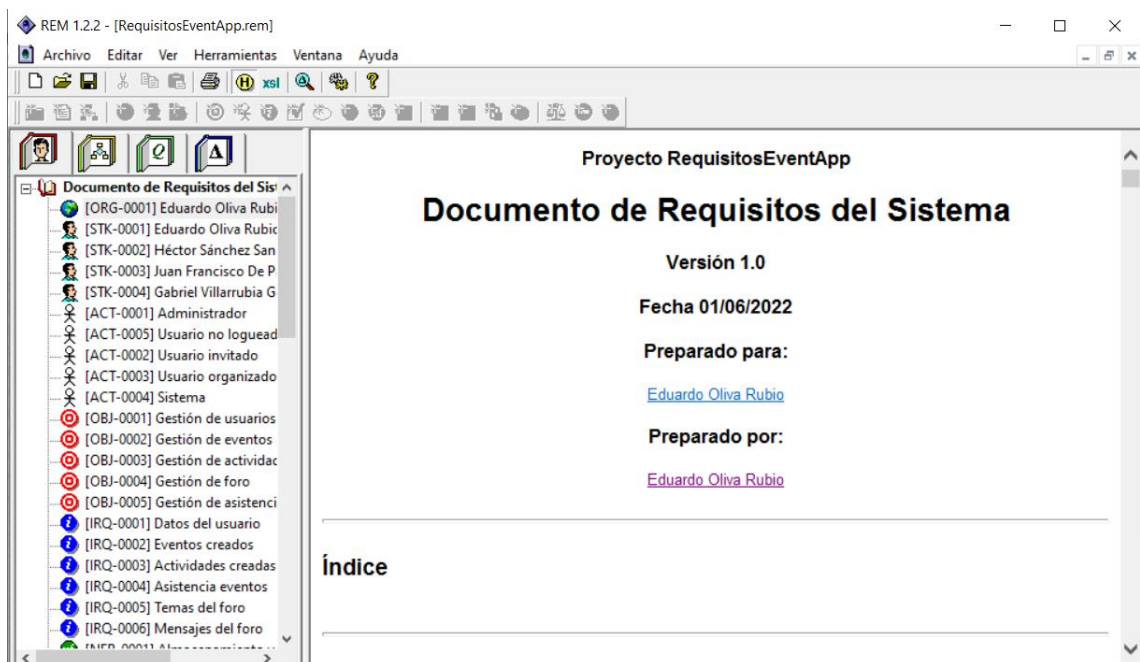 REM 1.2.2 - [RequisitosEventApp.rem]
Archivo Editar Ver Herramientas Ventana Ayuda
H xsl
Q A
Documento de Requisitos del Sis
[ORG-0001] Eduardo Oliva Rubi
[STK-0001] Eduardo Oliva Rubic
[STK-0002] Héctor Sánchez San
[STK-0003] Juan Francisco De P
[STK-0004] Gabriel Villarrubia G
[ACT-0001] Administrador
[ACT-0005] Usuario no loguead
[ACT-0002] Usuario invitado
[ACT-0003] Usuario organizado
[ACT-0004] Sistema
[OBJ-0001] Gestión de usuarios
[OBJ-0002] Gestión de eventos
[OBJ-0003] Gestión de actividac
[OBJ-0004] Gestión de foro
[OBJ-0005] Gestión de asistenci
[IRQ-0001] Datos del usuario
[IRQ-0002] Eventos creados
[IRQ-0003] Actividades creadas
[IRQ-0004] Asistencia eventos
[IRQ-0005] Temas del foro
[IRQ-0006] Mensajes del foro
Proyecto RequisitosEventApp
Documento de Requisitos del Sistema
Versión 1.0
Fecha 01/06/2022
Preparado para:
Eduardo Oliva Rubio
Preparado por:
Eduardo Oliva Rubio
Índice